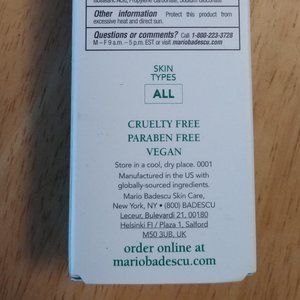 Other information Protect this product from
excessive heat and direct sun.
Questions or comments? Call 1-800-223-3728
M – F 9 a.m. – 5 p.m. EST or visit mariobadescu.com
SKIN
TYPES
ALL
CRUELTY FREE
PARABEN FREE
VEGAN
Store in a cool, dry place. 0001
Manufactured in the US with
globally-sourced ingredients.
Mario Badescu Skin Care,
New York, NY • (800) BADESCU
Leceur, Bulevardi 21, 00180
Helsinki FI / Plaza 1, Salford
M50 3UB, UK
order online at
mariobadescu.com